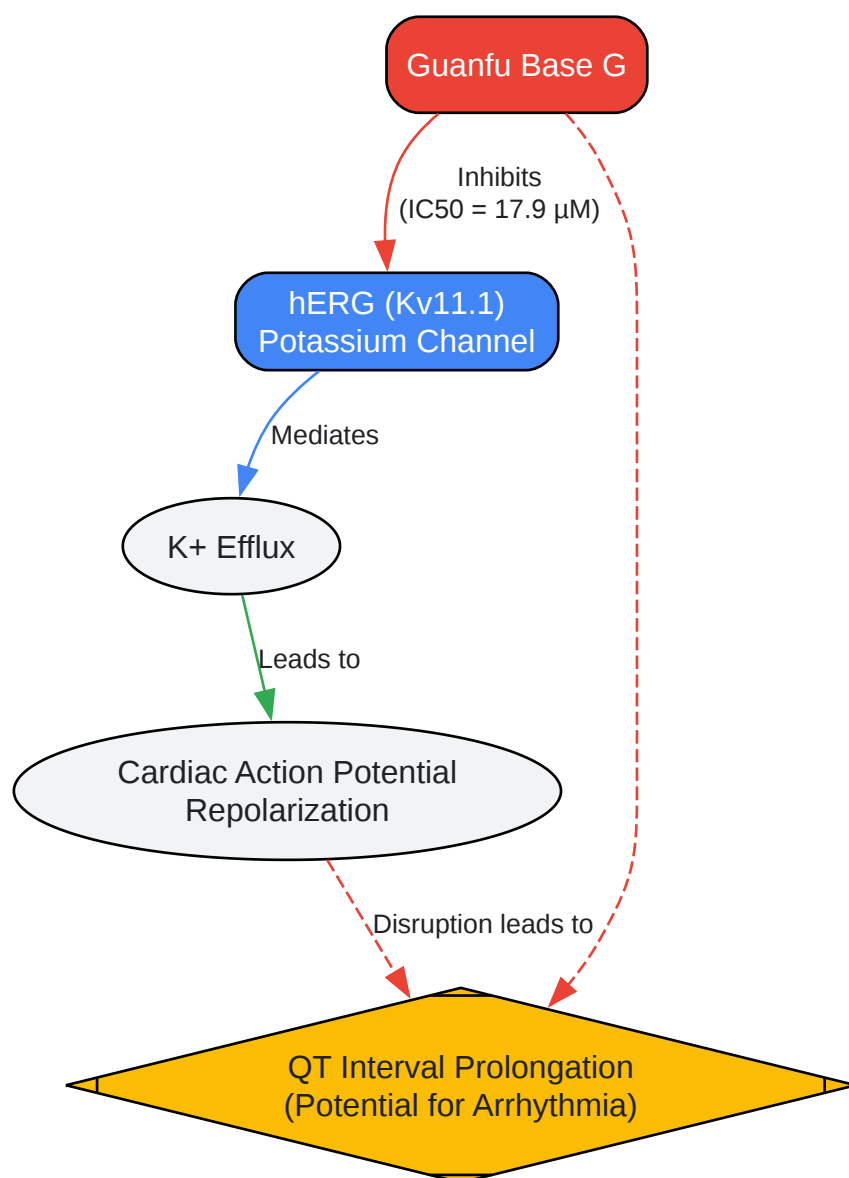 Guanfu Base G
Inhibits
(IC50 = 17.9 µM)
hERG (Kv11.1)
Potassium Channel
Mediates
K+ Efflux
Leads to
Cardiac Action Potential
Repolarization
Disruption leads to
QT Interval Prolongation
(Potential for Arrhythmia)